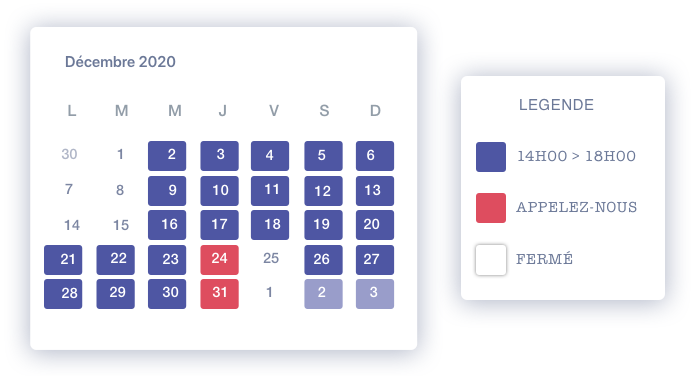 Décembre 2020
L M M J V S D
30 1 2 3 4 5 6
7 8 9 10 11 12 13
14 15 16 17 18 19 20
21 22 23 24 25 26 27
28 29 30 31 1 2 3
LEGENDE
14H00 > 18H00
APPELEZ-NOUS
FERMÉ